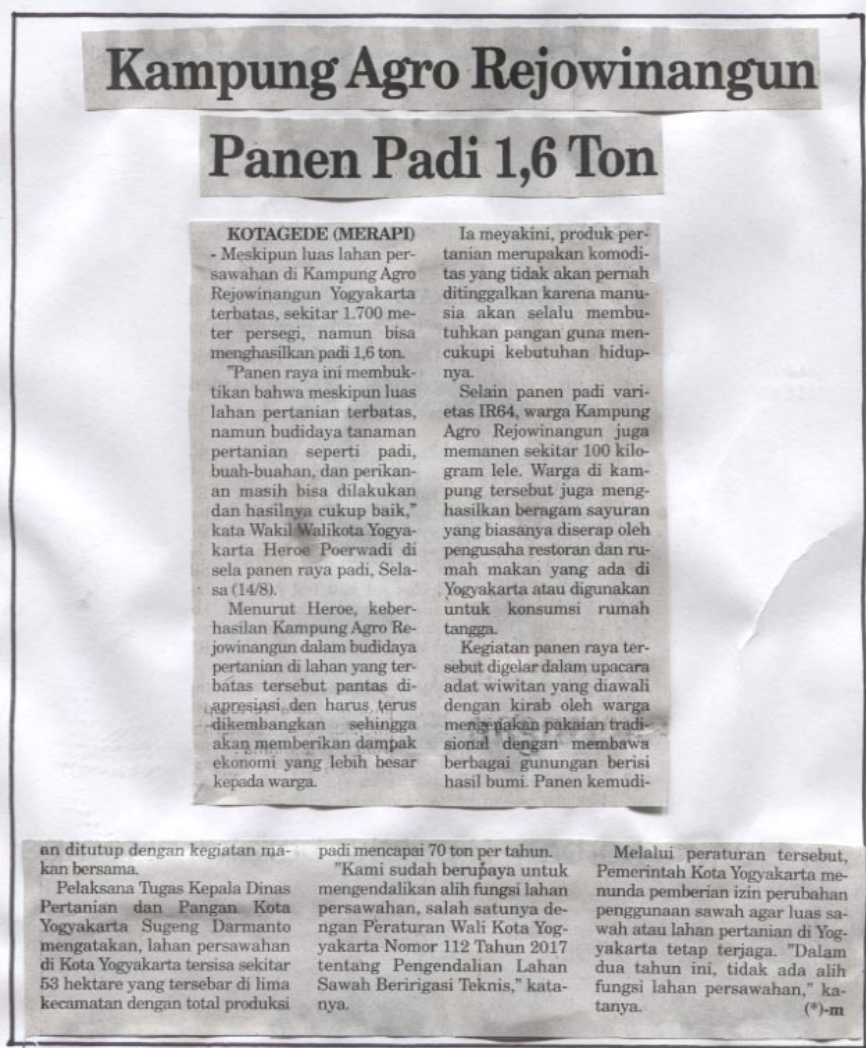 Kampung Agro Rejowinangun
Panen Padi 1,6 Ton
KOTAGEDE (MERAPI)
- Meskipun luas lahan per-
sawahan di Kampung Agro
Rejowinangun Yogyakarta
terbatas, sekitar 1.700 me-
ter persegi, namun bisa
menghasilkan padi 1,6 ton.
"Panen raya ini membuk-
tikan bahwa meskipun luas
lahan pertanian terbatas,
namun budidaya tanaman
pertanian seperti padi,
buah-buahan, dan perikan-
an masih bisa dilakukan
dan hasilnya cukup baik,"
kata Wakil Walikota Yogya-
karta Heroe Poerwadi di
sela panen raya padi, Sela-
sa (14/8).
Menurut Heroe, keber-
hasilan Kampung Agro Re-
jowinangun dalam budidaya
pertanian di lahan yang ter-
batas tersebut pantas di-
apresiasi den harus terus
dikembangkan sehingga
akan memberikan dampak
ekonomi yang lebih besar
kepada warga.
Ia meyakini, produk per-
tanian merupakan komodi-
tas yang tidak akan pernah
ditinggalkan karena manu-
sia akan selalu membu-
tuhkan pangan guna men-
cukupi kebutuhan hidup-
nya.
Selain panen padi vari-
etas IR64, warga Kampung
Agro Rejowinangun juga
memanen sekitar 100 kilo-
gram lele. Warga di kam-
pung tersebut juga meng-
hasilkan beragam sayuran
yang biasanya diserap oleh
pengusaha restoran dan ru-
mah makan yang ada di
Yogyakarta atau digunakan
untuk konsumsi rumah
tangga.
Kegiatan panen raya ter-
sebut digelar dalam upacara
adat wiwitan yang diawali
dengan kirab oleh warga
mengenakan pakaian tradi-
sional dengan membawa
berbagai gunungan berisi
hasil bumi. Panen kemudi-
an ditutup dengan kegiatan ma-
kan bersama.
Pelaksana Tugas Kepala Dinas
Pertanian dan Pangan Kota
Yogyakarta Sugeng Darmanto
mengatakan, lahan persawahan
di Kota Yogyakarta tersisa sekitar
53 hektare yang tersebar di lima
kecamatan dengan total produksi
padi mencapai 70 ton per tahun.
"Kami sudah berupaya untuk
mengendalikan alih fungsi lahan
persawahan, salah satunya de-
ngan Peraturan Wali Kota Yog-
yakarta Nomor 112 Tahun 2017
tentang Pengendalian Lahan
Sawah Beririgasi Teknis," kata-
nya.
Melalui peraturan tersebut,
Pemerintah Kota Yogyakarta me-
nunda pemberian izin perubahan
penggunaan sawah agar luas sa-
wah atau lahan pertanian di Yog-
yakarta tetap terjaga. "Dalam
dua tahun ini, tidak ada alih
fungsi lahan persawahan," ka-
tanya. (*)-m